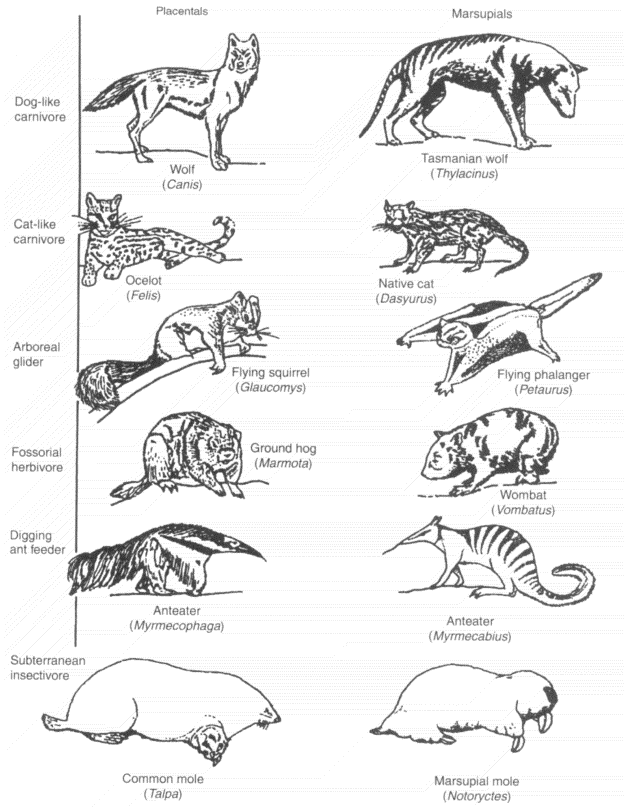 Placentals
Marsupials
Dog-like
carnivore
Wolf
(Canis)
Tasmanian wolf
(Thylacinus)
Cat-like
carnivore
Ocelot
(Felis)
Native cat
(Dasyurus)
Arboreal
glider
Flying squirrel
(Glaucomys)
Flying phalanger
(Petaurus)
Fossorial
herbivore
Ground hog
(Marmota)
Wombat
(Vombatus)
Digging
ant feeder
Anteater
(Myrmecophaga)
Anteater
(Myrmecabius)
Subterranean
insectivore
Common mole
(Talpa)
Marsupial mole
(Notoryctes)